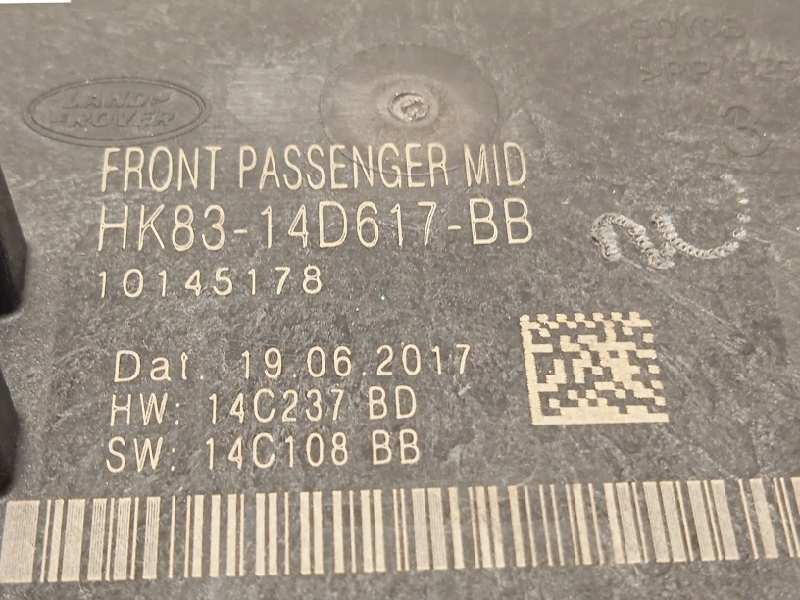 LAND
ROVER
3
FRONT PASSENGER MID
HK83-14D617-BB
10145178
Dat. 19.06.2017
HW: 14C237 BD
SW: 14C108 BB